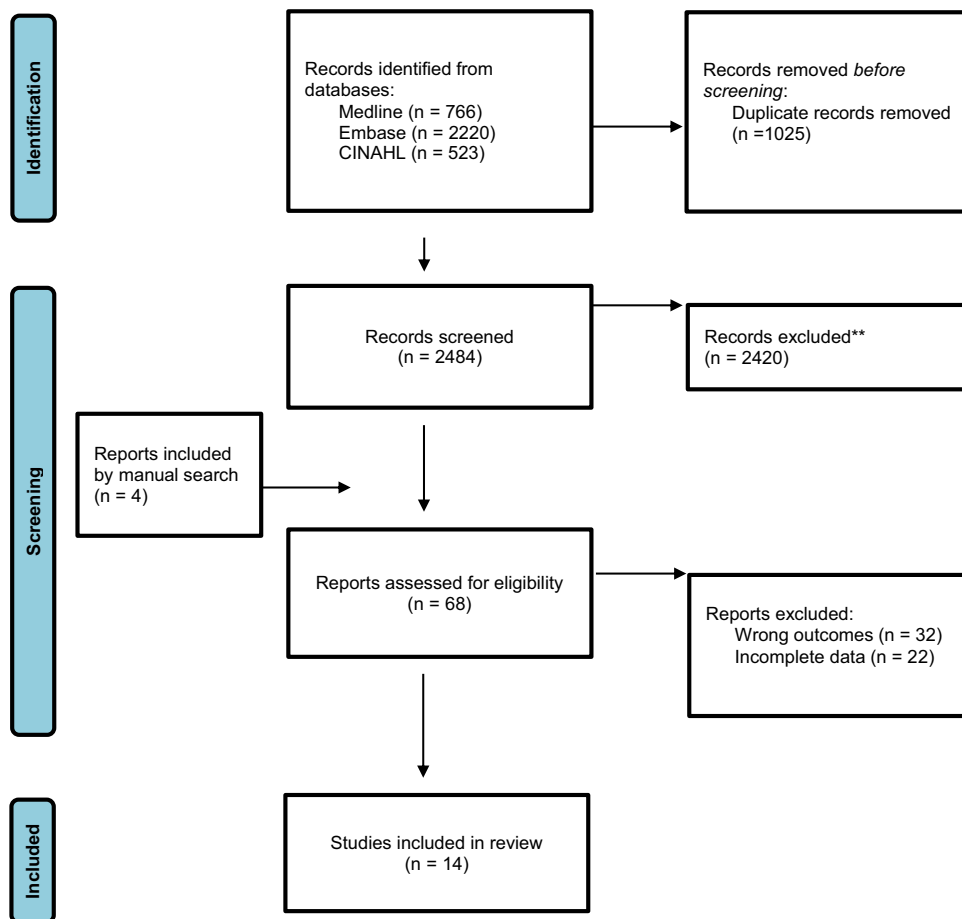 Identification
Records identified from
databases:
Medline (n = 766)
Embase (n = 2220)
CINAHL (n = 523)
Records removed before
screening:
Duplicate records removed
(n =1025)
Screening
Records screened
(n = 2484)
Records excluded**
(n = 2420)
Reports included
by manual search
(n = 4)
Reports assessed for eligibility
(n = 68)
Reports excluded:
Wrong outcomes (n = 32)
Incomplete data (n = 22)
Included
Studies included in review
(n = 14)